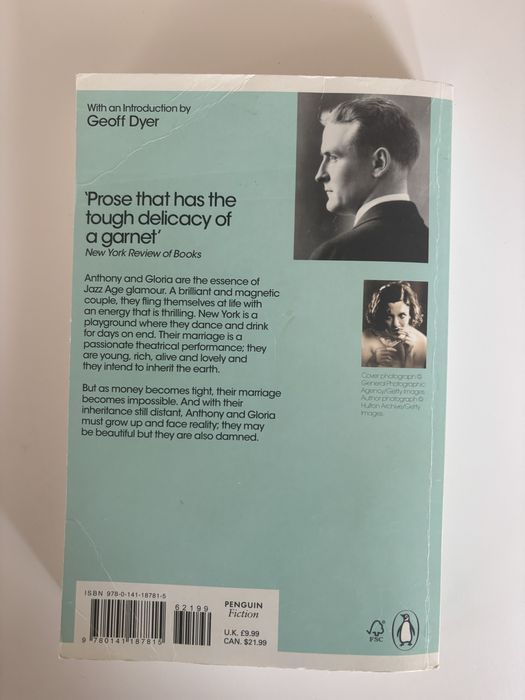 With an Introduction by
Geoff Dyer
‘Prose that has the
tough delicacy of
a garnet’
New York Review of Books
Anthony and Gloria are the essence of
Jazz Age glamour. A brilliant and magnetic
couple, they fling themselves at life with
an energy that is thrilling. New York is a
playground where they dance and drink
for days on end. Their marriage is a
passionate theatrical performance; they
are young, rich, alive and lovely and
they intend to inherit the earth.
But as money becomes tight, their marriage
becomes impossible. And with their
inheritance still distant, Anthony and Gloria
must grow up and face reality; they may
be beautiful but they are also damned.
Cover photograph ©
General Photographic
Agency/Getty Images
Author photograph ©
Hulton Archive/Getty
Images
ISBN 978-0-141-18781-5
62199
9 780141 187815
PENGUIN
Fiction
U.K. £9.99
CAN. $21.99
FSC